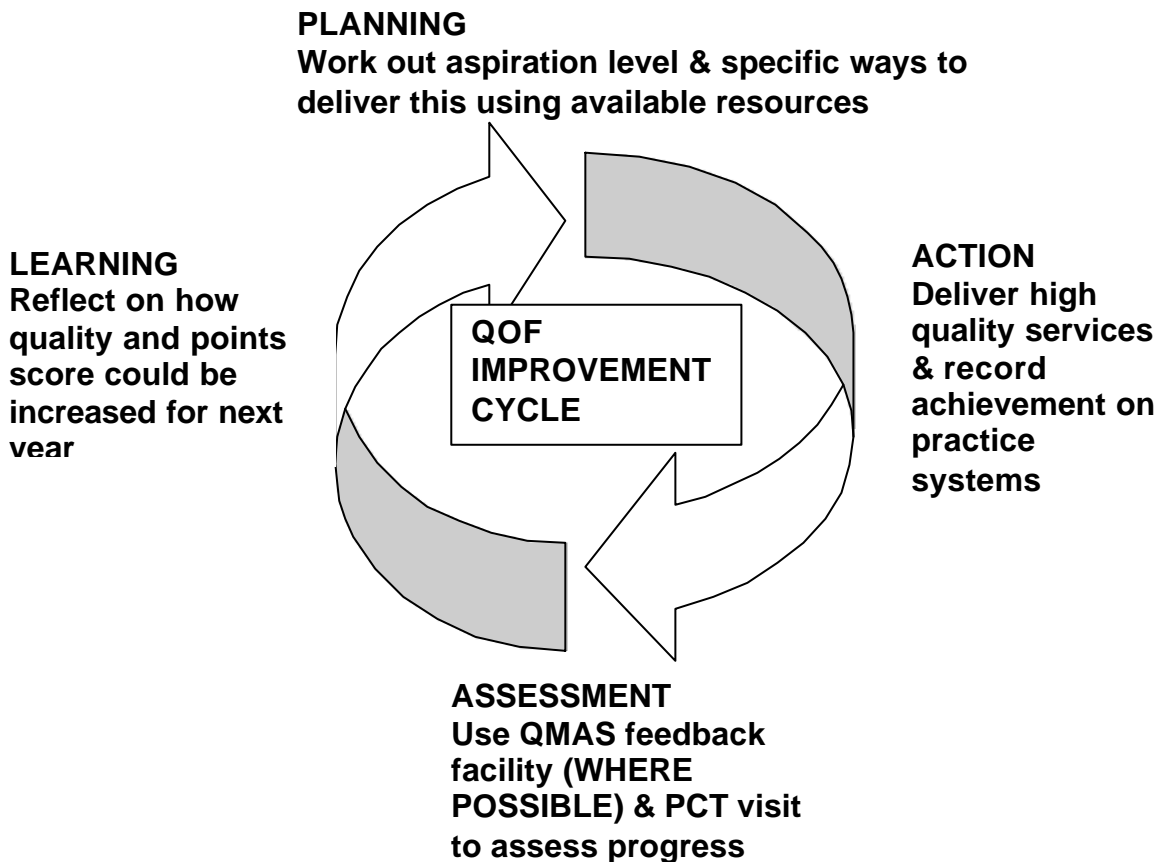 PLANNING
Work out aspiration level & specific ways to
deliver this using available resources
LEARNING
Reflect on how
quality and points
score could be
increased for next
year
QOF
IMPROVEMENT
CYCLE
ACTION
Deliver high
quality services
& record
achievement on
practice
systems
ASSESSMENT
Use QMAS feedback
facility (WHERE
POSSIBLE) & PCT visit
to assess progress